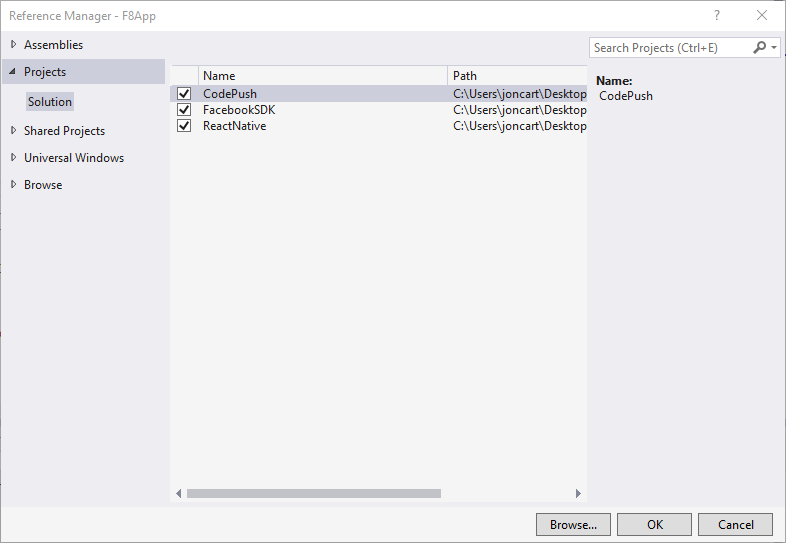 Reference Manager - F8App
?
Assemblies
Projects
Solution
Shared Projects
Universal Windows
Browse
Name Path
CodePush C:\Users\joncart\Desktop
FacebookSDK C:\Users\joncart\Desktop
ReactNative C:\Users\joncart\Desktop
Search Projects (Ctrl+E)
Name:
CodePush
Browse... OK Cancel